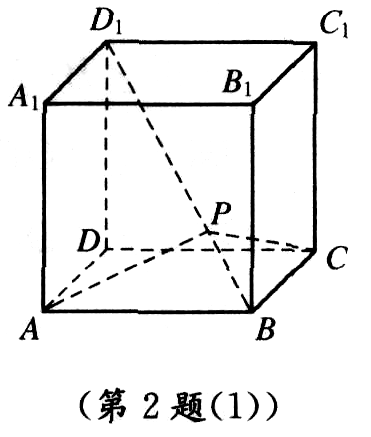 D₁ C₁
A₁ B₁
P
D C
A B
(第2题(1))